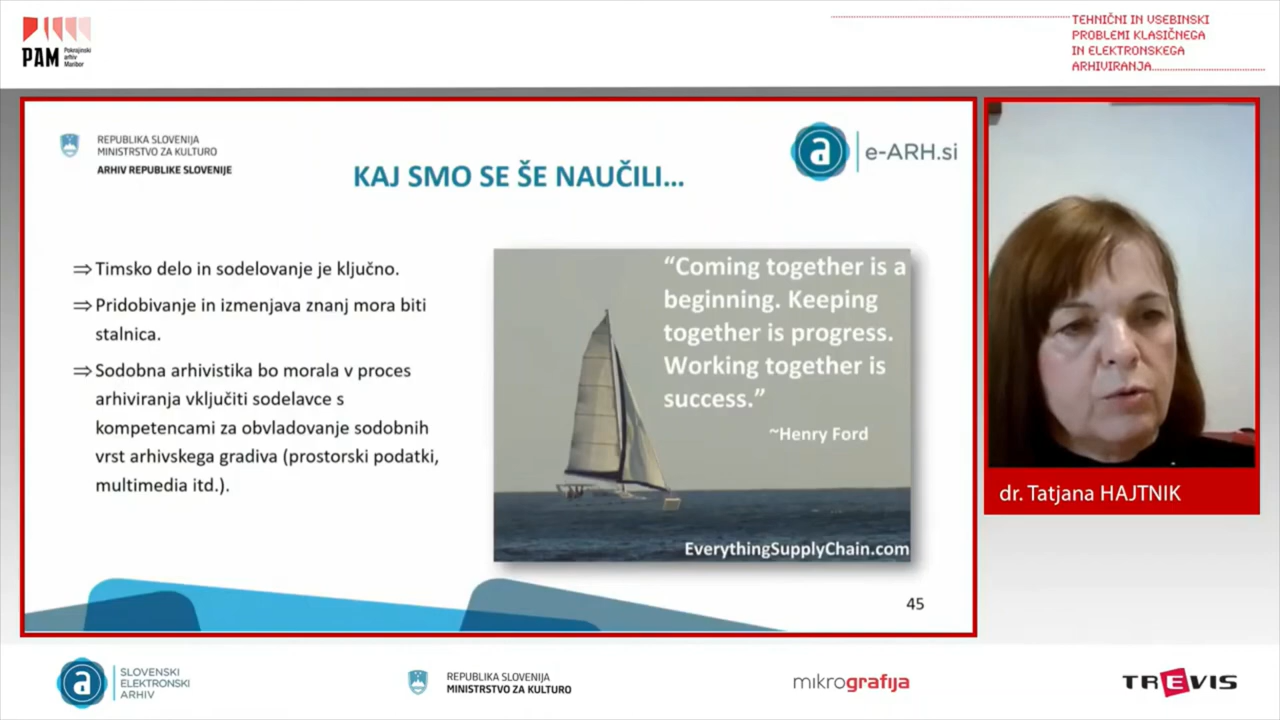 PAM
Pokrajinski
arhiv
Maribor
TEHNIČNI IN VSEBINSKI
PROBLEMI KLASIČNEGA
IN ELEKTRONSKEGA
ARHIVIRANJA
REPUBLIKA SLOVENIJA
MINISTRSTVO ZA KULTURO
ARHIV REPUBLIKE SLOVENIJE
a
e-ARH.si
KAJ SMO SE ŠE NAUČILI...
⇒ Timsko delo in sodelovanje je ključno.
⇒ Pridobivanje in izmenjava znanj mora biti
stalnica.
⇒ Sodobna arhivistika bo morala v proces
arhiviranja vključiti sodelavce s
kompetencami za obvladovanje sodobnih
vrst arhivskega gradiva (prostorski podatki,
multimedia itd.).
“Coming together is a
beginning. Keeping
together is progress.
Working together is
success.”
~Henry Ford
EverythingSupplyChain.com
45
dr. Tatjana HAJTNIK
a
SLOVENSKI
ELEKTRONSKI
ARHIV
REPUBLIKA SLOVENIJA
MINISTRSTVO ZA KULTURO
mikrografija
TREVIS